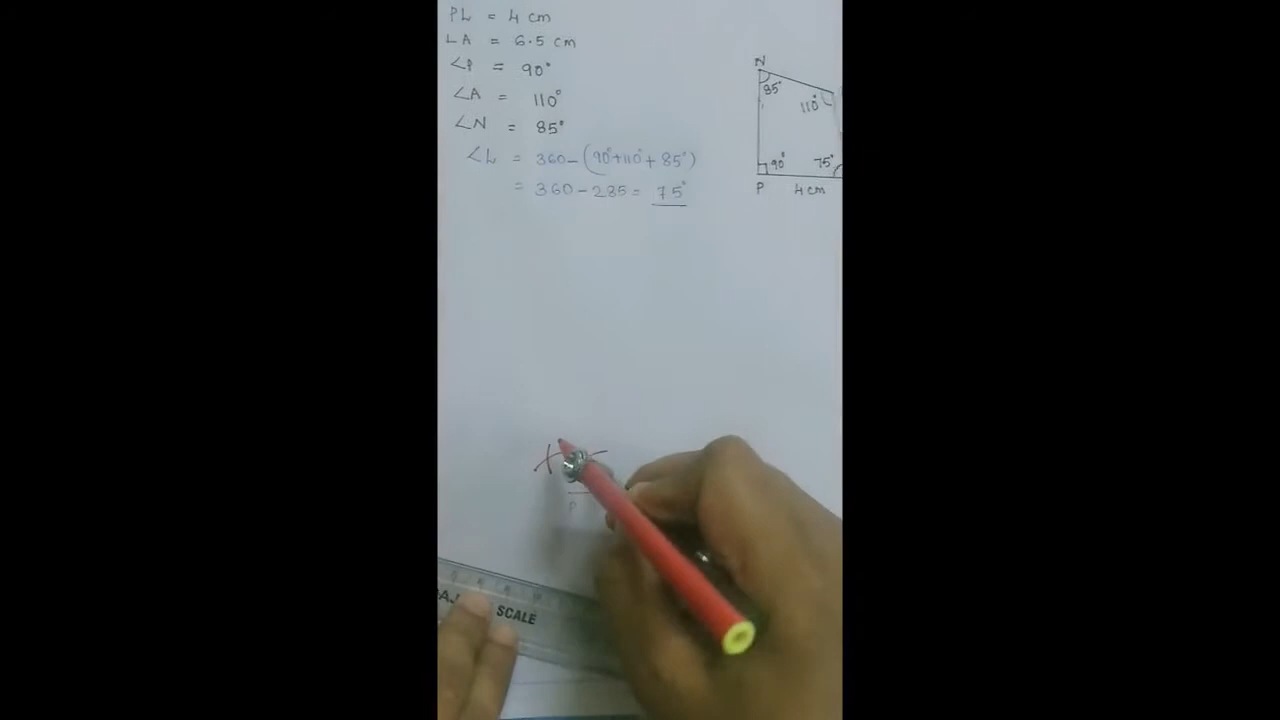 PL = 4 cm
LA = 6.5 cm
∠P = 90°
∠A = 110°
∠N = 85°
∠L = 360 - (90° + 110° + 85°)
= 360 - 285 = 75°
N
85°
110°
90°
75°
P
4 cm
P
SCALE